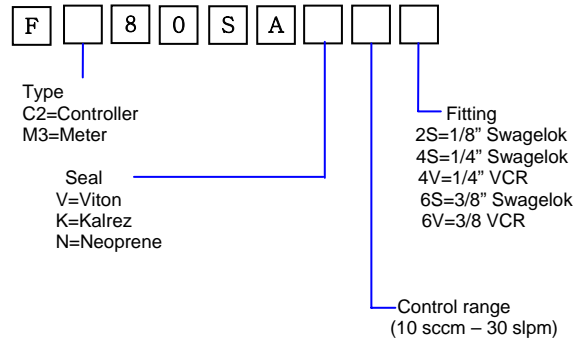 F 8 0 S A
Type
C2=Controller
M3=Meter
Seal
V=Viton
K=Kalrez
N=Neoprene
Fitting
2S=1/8” Swagelok
4S=1/4” Swagelok
4V=1/4” VCR
6S=3/8” Swagelok
6V=3/8 VCR
Control range
(10 sccm – 30 slpm)